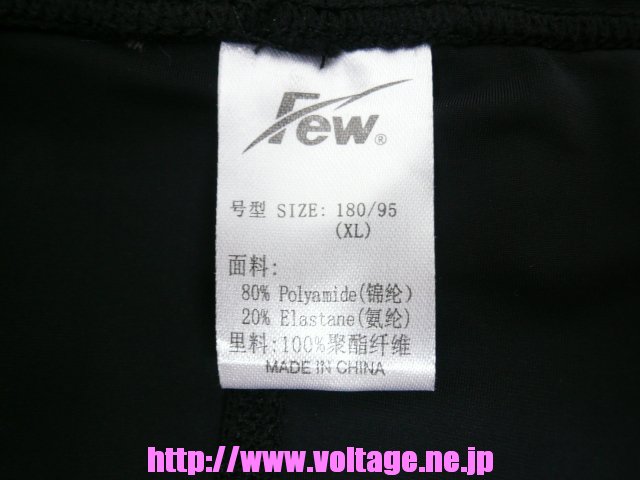 Few®
号型 SIZE: 180/95
(XL)
面料:
80% Polyamide(锦纶)
20% Elastane(氨纶)
里料:100%聚酯纤维
MADE IN CHINA
http://www.voltage.ne.jp